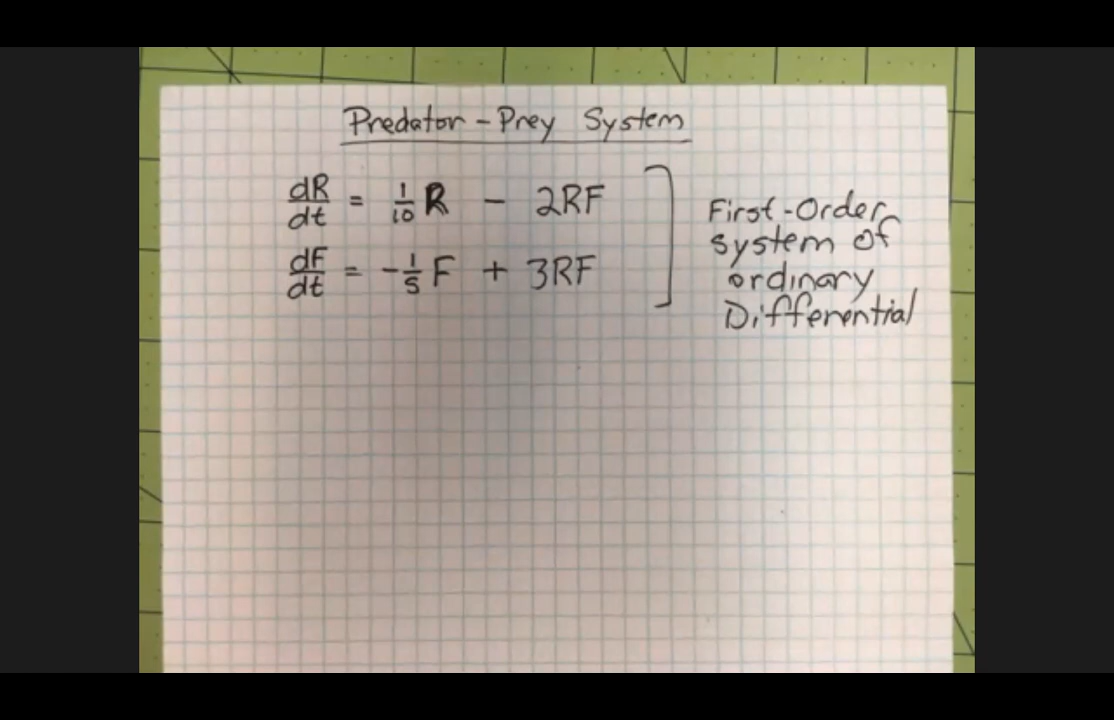 Predator - Prey System
dR/dt = 1/10 R - 2RF
dF/dt = -1/5 F + 3RF
First-Order
system of
ordinary
Differential